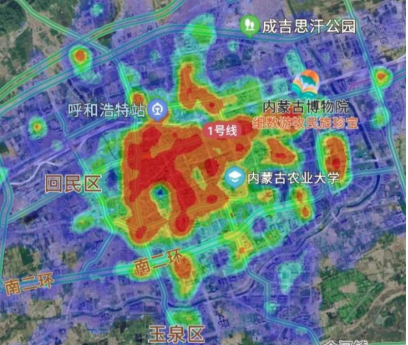 成吉思汗公园
呼和浩特站
1号线
内蒙古博物院
回民区
内蒙古农业大学
南二环
南二环
玉泉区